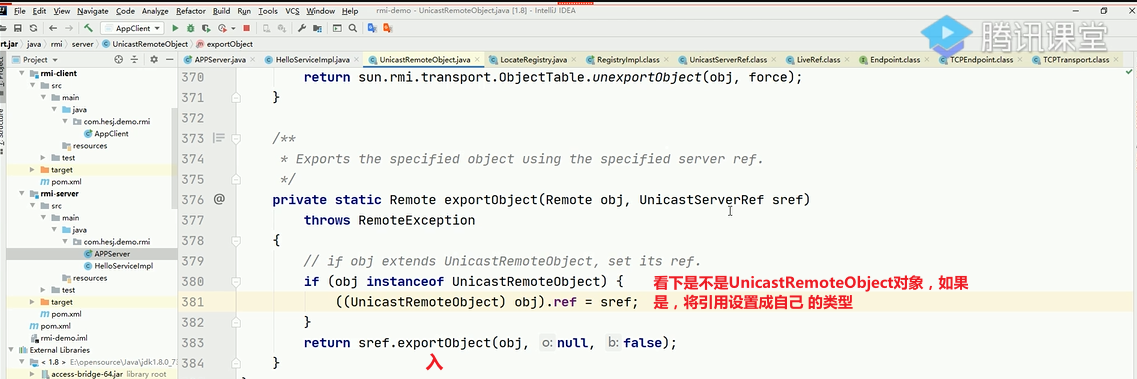 File Edit View Navigate Code Analyze Refactor Build Run Tools VCS Window Help rmi-demo - UnicastRemoteObject.java [1.8] - IntelliJ IDEA
AppClient
腾讯课堂
rt.jar java rmi server UnicastRemoteObject exportObject
Project
APPServer.java HelloServiceImpl.java UnicastRemoteObject.java LocateRegistry.java RegistryImpl.class UnicastServerRef.class LiveRef.class Endpoint.class TCPEndpoint.class TCPTransport.class
rmi-client
src
main
java
com.hesj.demo.rmi
AppClient
resources
test
target
pom.xml
rmi-server
src
main
java
com.hesj.demo.rmi
APPServer
HelloServiceImpl
resources
test
target
pom.xml
pom.xml
rmi-demo.iml
External Libraries
< 1.8 > E:\opensource\Java\jdk1.8.0_7
access-bridge-64.jar library root
370 return sun.rmi.transport.ObjectTable.unexportObject(obj, force);
371 }
372
373 /**
374 * Exports the specified object using the specified server ref.
375 */
376 @ private static Remote exportObject(Remote obj, UnicastServerRef sref)
377 throws RemoteException
378 {
379 // if obj extends UnicastRemoteObject, set its ref.
380 if (obj instanceof UnicastRemoteObject) {
381 ((UnicastRemoteObject) obj).ref = sref;
382 }
383 return sref.exportObject(obj, o: null, b: false);
384 }
看下是不是UnicastRemoteObject对象，如果
是，将引用设置成自己 的类型
入